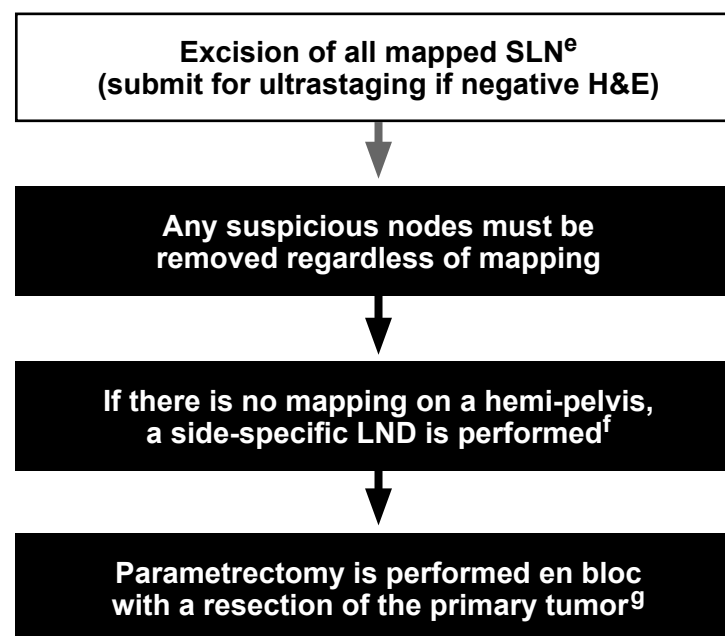 Excision of all mapped SLNᵉ
(submit for ultrastaging if negative H&E)
Any suspicious nodes must be
removed regardless of mapping
If there is no mapping on a hemi-pelvis,
a side-specific LND is performedᶠ
Parametrectomy is performed en bloc
with a resection of the primary tumorᵍ